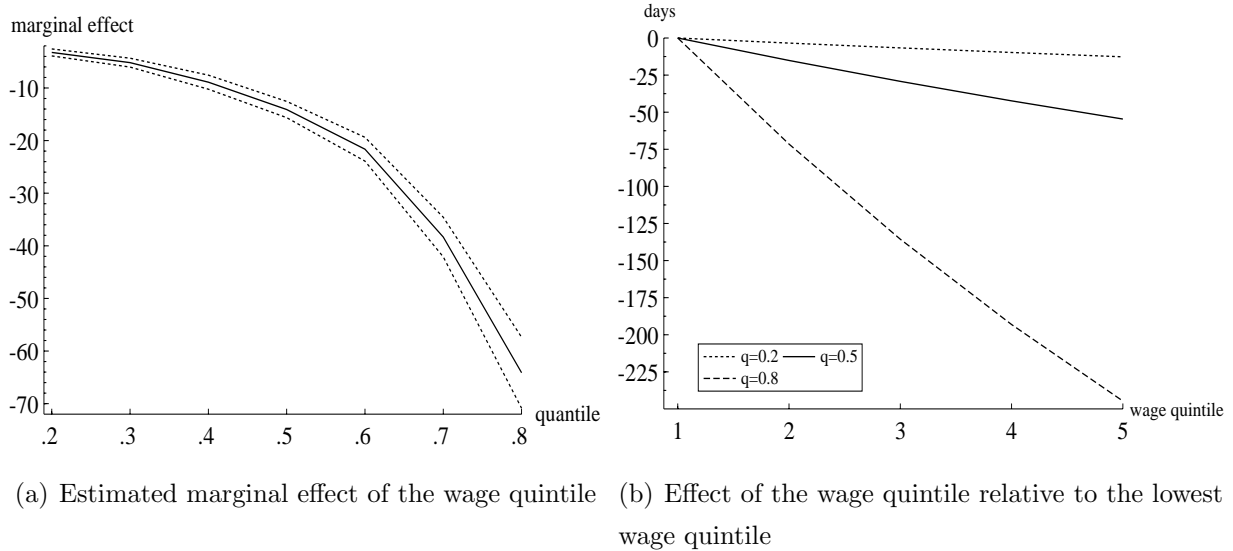 marginal effect
-10
-20
-30
-40
-50
-60
-70
.2 .3 .4 .5 .6 .7 .8
quantile
(a) Estimated marginal effect of the wage quintile
days
0
-25
-50
-75
-100
-125
-150
-175
-200
-225
q=0.2 q=0.5
q=0.8
1 2 3 4 5
wage quintile
(b) Effect of the wage quintile relative to the lowest
wage quintile